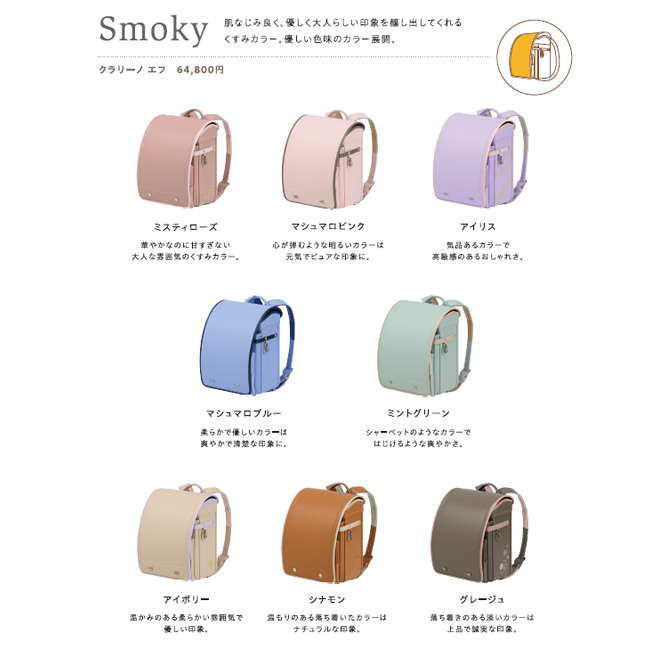 Smoky
肌なじみ良く、優しく大人らしい印象を醸し出してくれる
くすみカラー。優しい色味のカラー展開。
クラリーノ エフ 64,800円
ミスティローズ
華やかなのに甘すぎない
大人な雰囲気のくすみカラー。
マシュマロピンク
心が弾むような明るいカラーは
元気でピュアな印象に。
アイリス
気品あるカラーで
高級感のあるおしゃれさ。
マシュマロブルー
柔らかで優しいカラーは
爽やかで清楚な印象に。
ミントグリーン
シャーベットのようなカラーで
はじけるような爽やかさ。
アイボリー
温かみのある柔らかい雰囲気で
優しい印象。
シナモン
温もりのある落ち着いたカラーは
ナチュラルな印象。
グレージュ
落ち着きのある淡いカラーは
上品で誠実な印象。